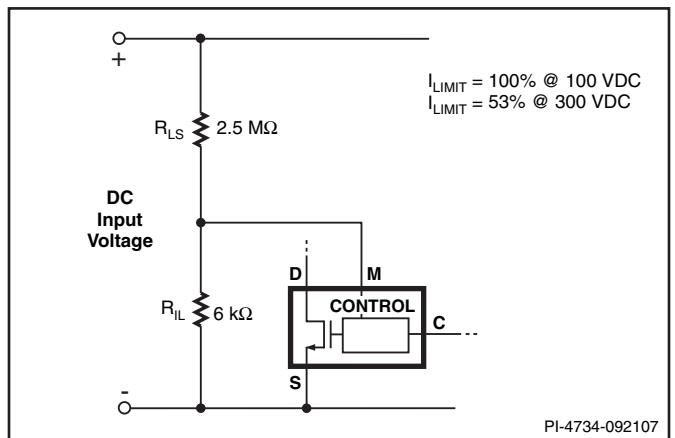 +
I_LIMIT = 100% @ 100 VDC
I_LIMIT = 53% @ 300 VDC
R_LS 2.5 MΩ
DC
Input
Voltage
D M
CONTROL
R_IL 6 kΩ
C
S
-
PI-4734-092107